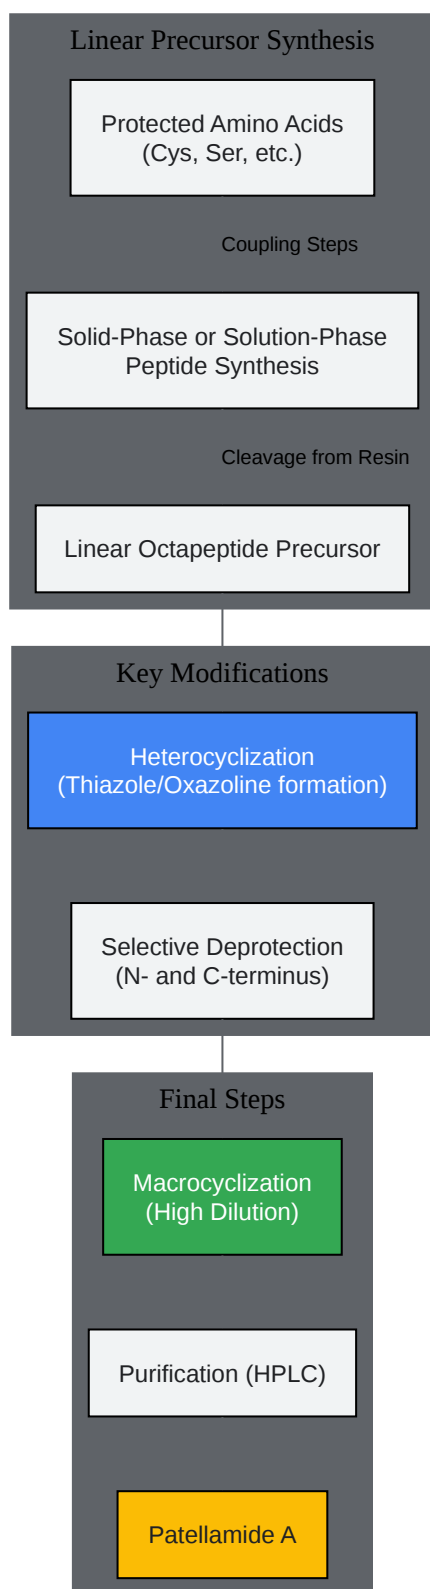 Linear Precursor Synthesis
Protected Amino Acids
(Cys, Ser, etc.)
Coupling Steps
Solid-Phase or Solution-Phase
Peptide Synthesis
Cleavage from Resin
Linear Octapeptide Precursor
Key Modifications
Heterocyclization
(Thiazole/Oxazoline formation)
Selective Deprotection
(N- and C-terminus)
Final Steps
Macrocyclization
(High Dilution)
Purification (HPLC)
Patellamide A